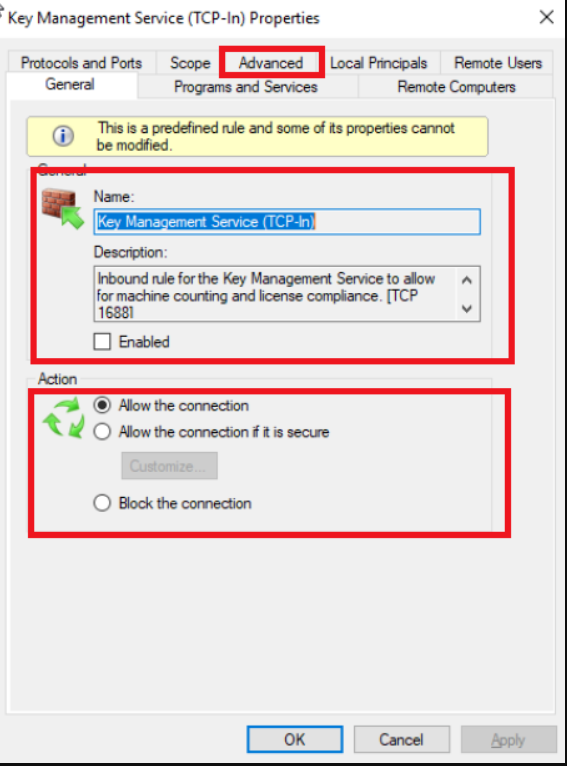 Key Management Service (TCP-In) Properties
Protocols and Ports Scope Advanced Local Principals Remote Users
General Programs and Services Remote Computers
This is a predefined rule and some of its properties cannot
be modified.
General
Name:
Key Management Service (TCP-In)
Description:
Inbound rule for the Key Management Service to allow
for machine counting and license compliance. [TCP
1688]
Enabled
Action
Allow the connection
Allow the connection if it is secure
Customize...
Block the connection
OK Cancel Apply